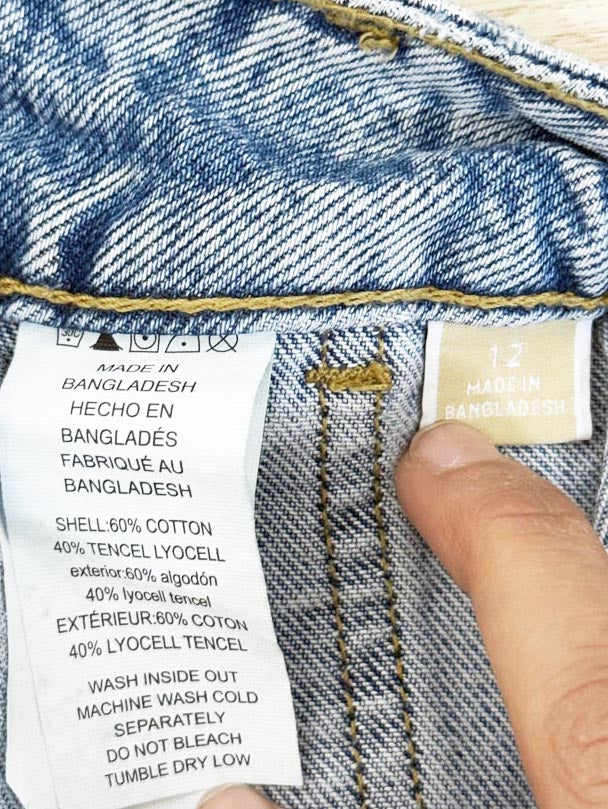 30C
MADE IN
BANGLADESH
HECHO EN
BANGLADÉS
FABRIQUÉ AU
BANGLADESH
SHELL:60% COTTON
40% TENCEL LYOCELL
exterior:60% algodón
40% lyocell tencel
EXTÉRIEUR:60% COTON
40% LYOCELL TENCEL
WASH INSIDE OUT
MACHINE WASH COLD
SEPARATELY
DO NOT BLEACH
TUMBLE DRY LOW
12
MADE IN
BANGLADESH